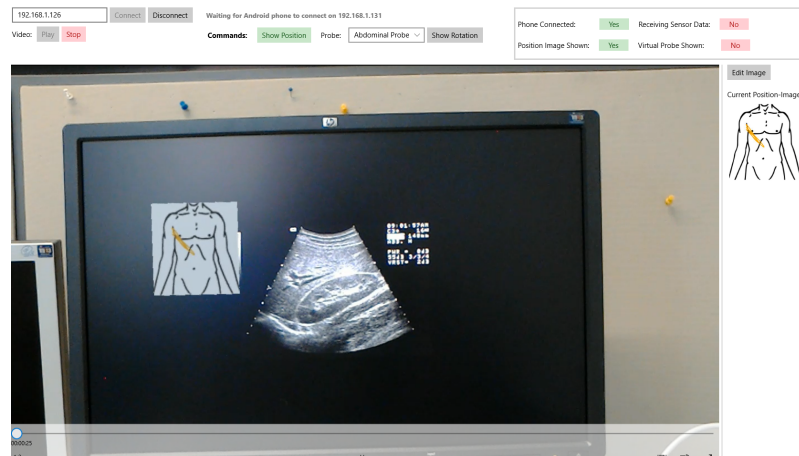 192.168.1.126 Connect Disconnect Waiting for Android phone to connect on 192.168.1.131
Video: Play Stop Commands: Show Position Probe: Abdominal Probe Show Rotation
Phone Connected: Yes Receiving Sensor Data: No
Position Image Shown: Yes Virtual Probe Shown: No
Edit Image
Current Position-Image
hp
00:00:25